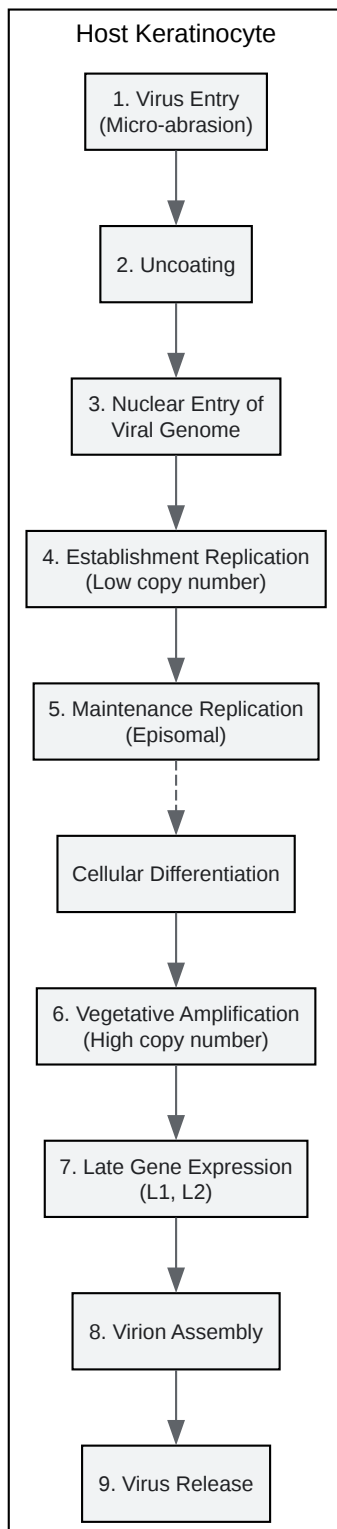 Host Keratinocyte
1. Virus Entry
(Micro-abrasion)
2. Uncoating
3. Nuclear Entry of
Viral Genome
4. Establishment Replication
(Low copy number)
5. Maintenance Replication
(Episomal)
Cellular Differentiation
6. Vegetative Amplification
(High copy number)
7. Late Gene Expression
(L1, L2)
8. Virion Assembly
9. Virus Release